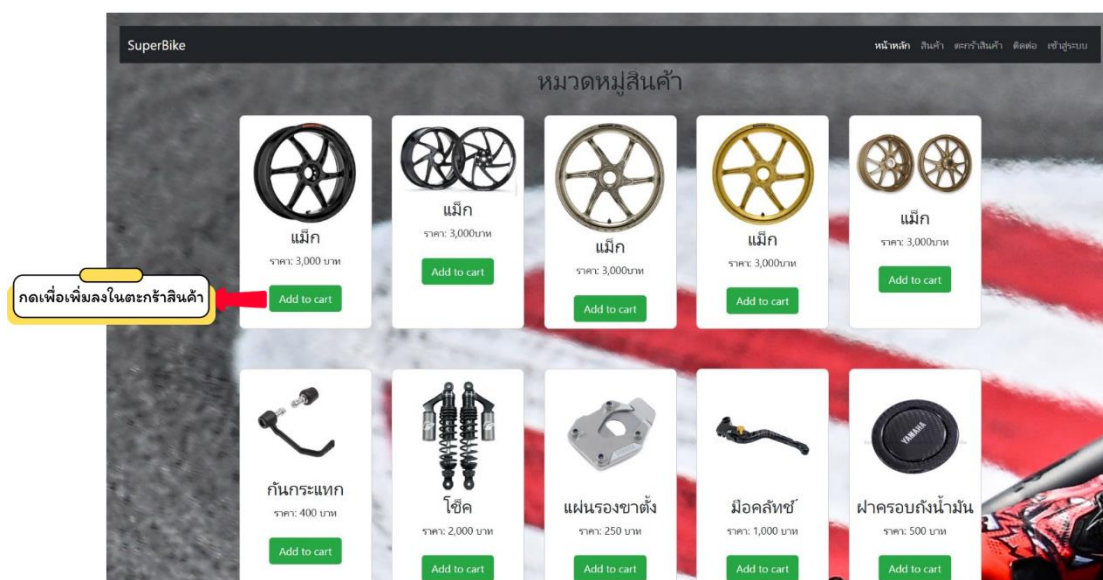 SuperBike
หน้าหลัก สินค้า ตะกร้าสินค้า ติดต่อ เข้าสู่ระบบ
หมวดหมู่สินค้า
แม็ก
ราคา: 3,000 บาท
Add to cart
แม็ก
ราคา: 3,000บาท
Add to cart
แม็ก
ราคา: 3,000บาท
Add to cart
แม็ก
ราคา: 3,000บาท
Add to cart
แม็ก
ราคา: 3,000บาท
Add to cart
กดเพื่อเพิ่มลงในตะกร้าสินค้า
กันกระแทก
ราคา: 400 บาท
Add to cart
โช๊ค
ราคา: 2,000 บาท
Add to cart
แผ่นรองขาตั้ง
ราคา: 250 บาท
Add to cart
มือคลัทช์
ราคา: 1,000 บาท
Add to cart
YAMAHA
ฝาครอบถังน้ำมัน
ราคา: 500 บาท
Add to cart